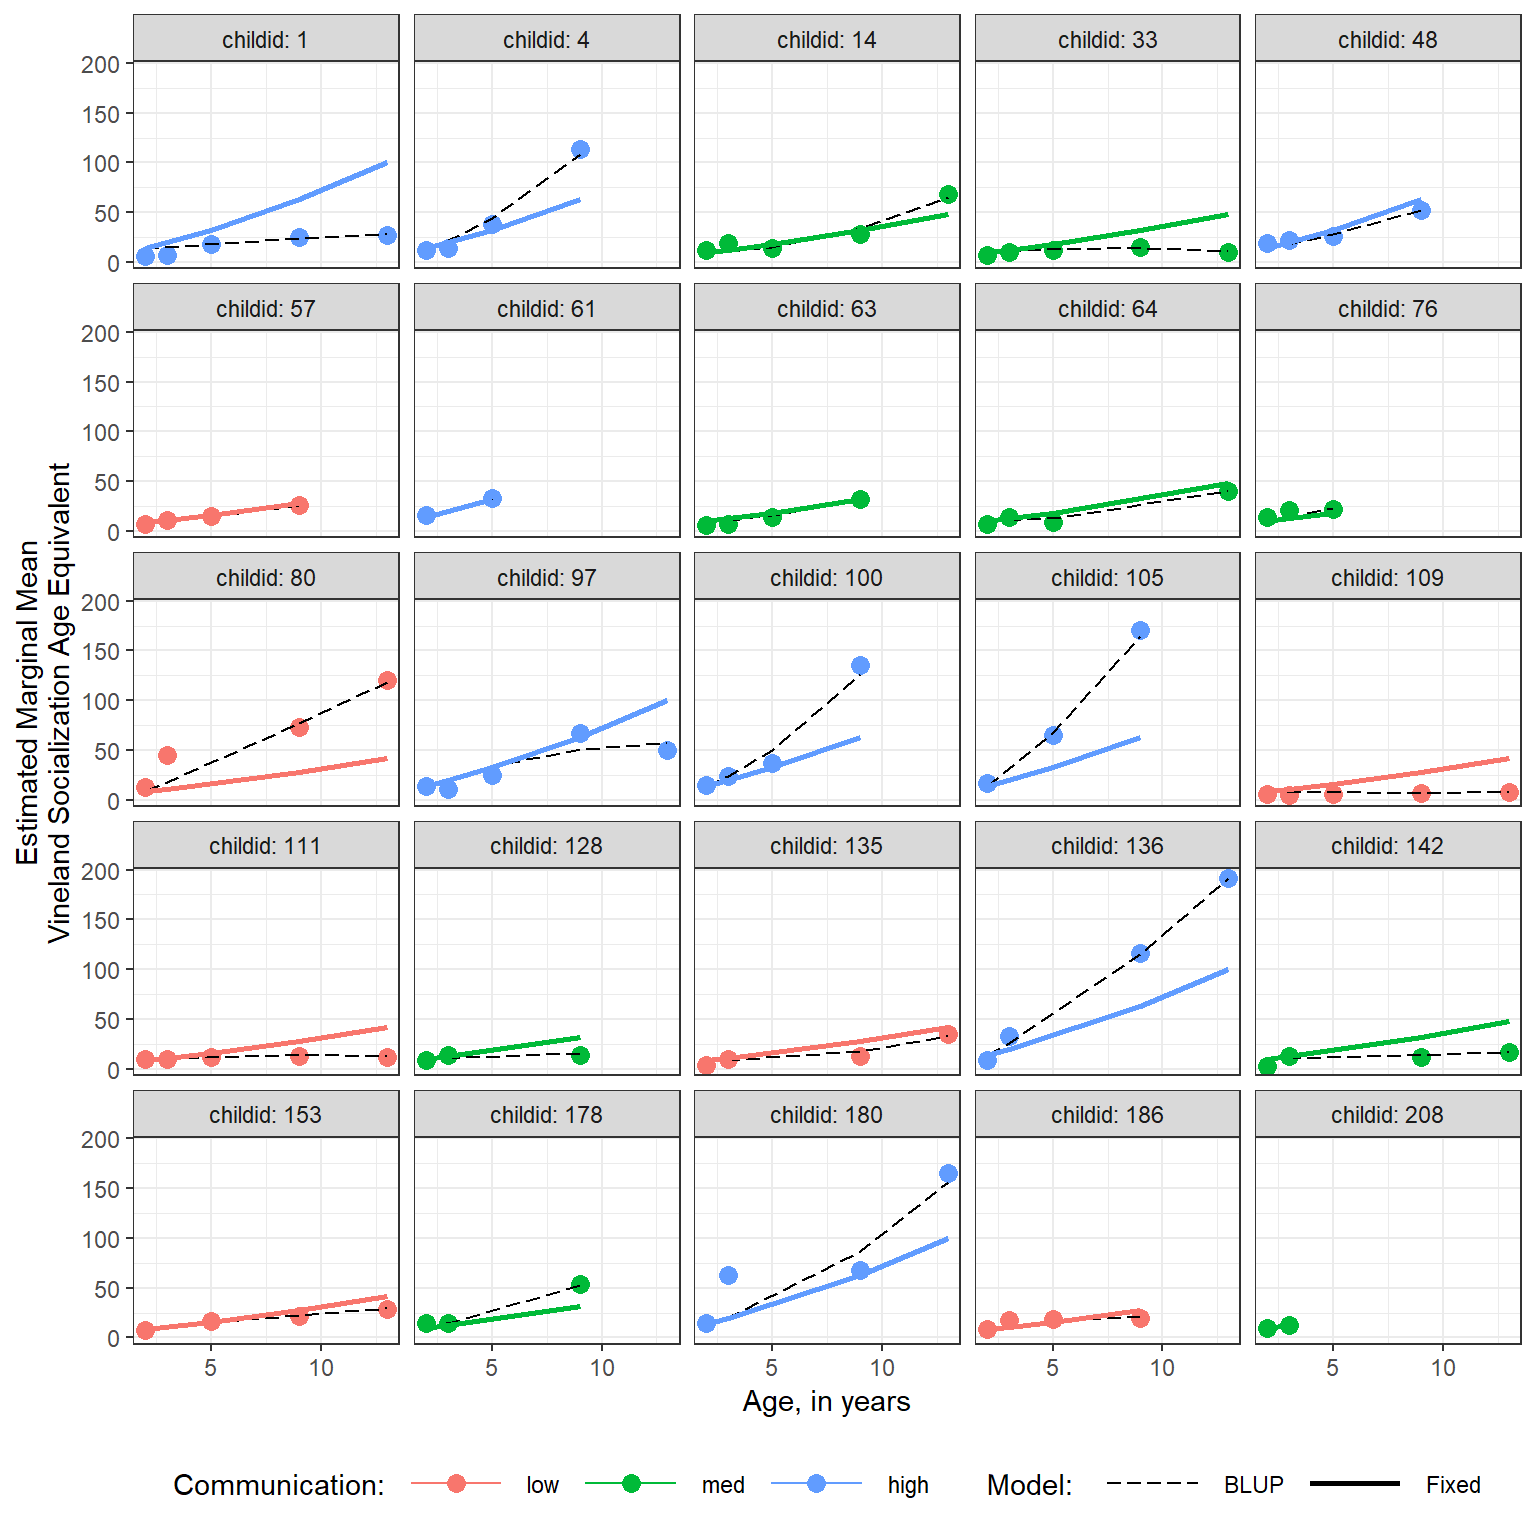 childid: 1 childid: 4 childid: 14 childid: 33 childid: 48
200
150
100
50
0
childid: 57 childid: 61 childid: 63 childid: 64 childid: 76
200
150
100
50
0
Estimated Marginal Mean
Vineland Socialization Age Equivalent
childid: 80 childid: 97 childid: 100 childid: 105 childid: 109
200
150
100
50
0
childid: 111 childid: 128 childid: 135 childid: 136 childid: 142
200
150
100
50
0
childid: 153 childid: 178 childid: 180 childid: 186 childid: 208
200
150
100
50
0
5 10 5 10 5 10 5 10 5 10
Age, in years
Communication: low med high Model: BLUP Fixed